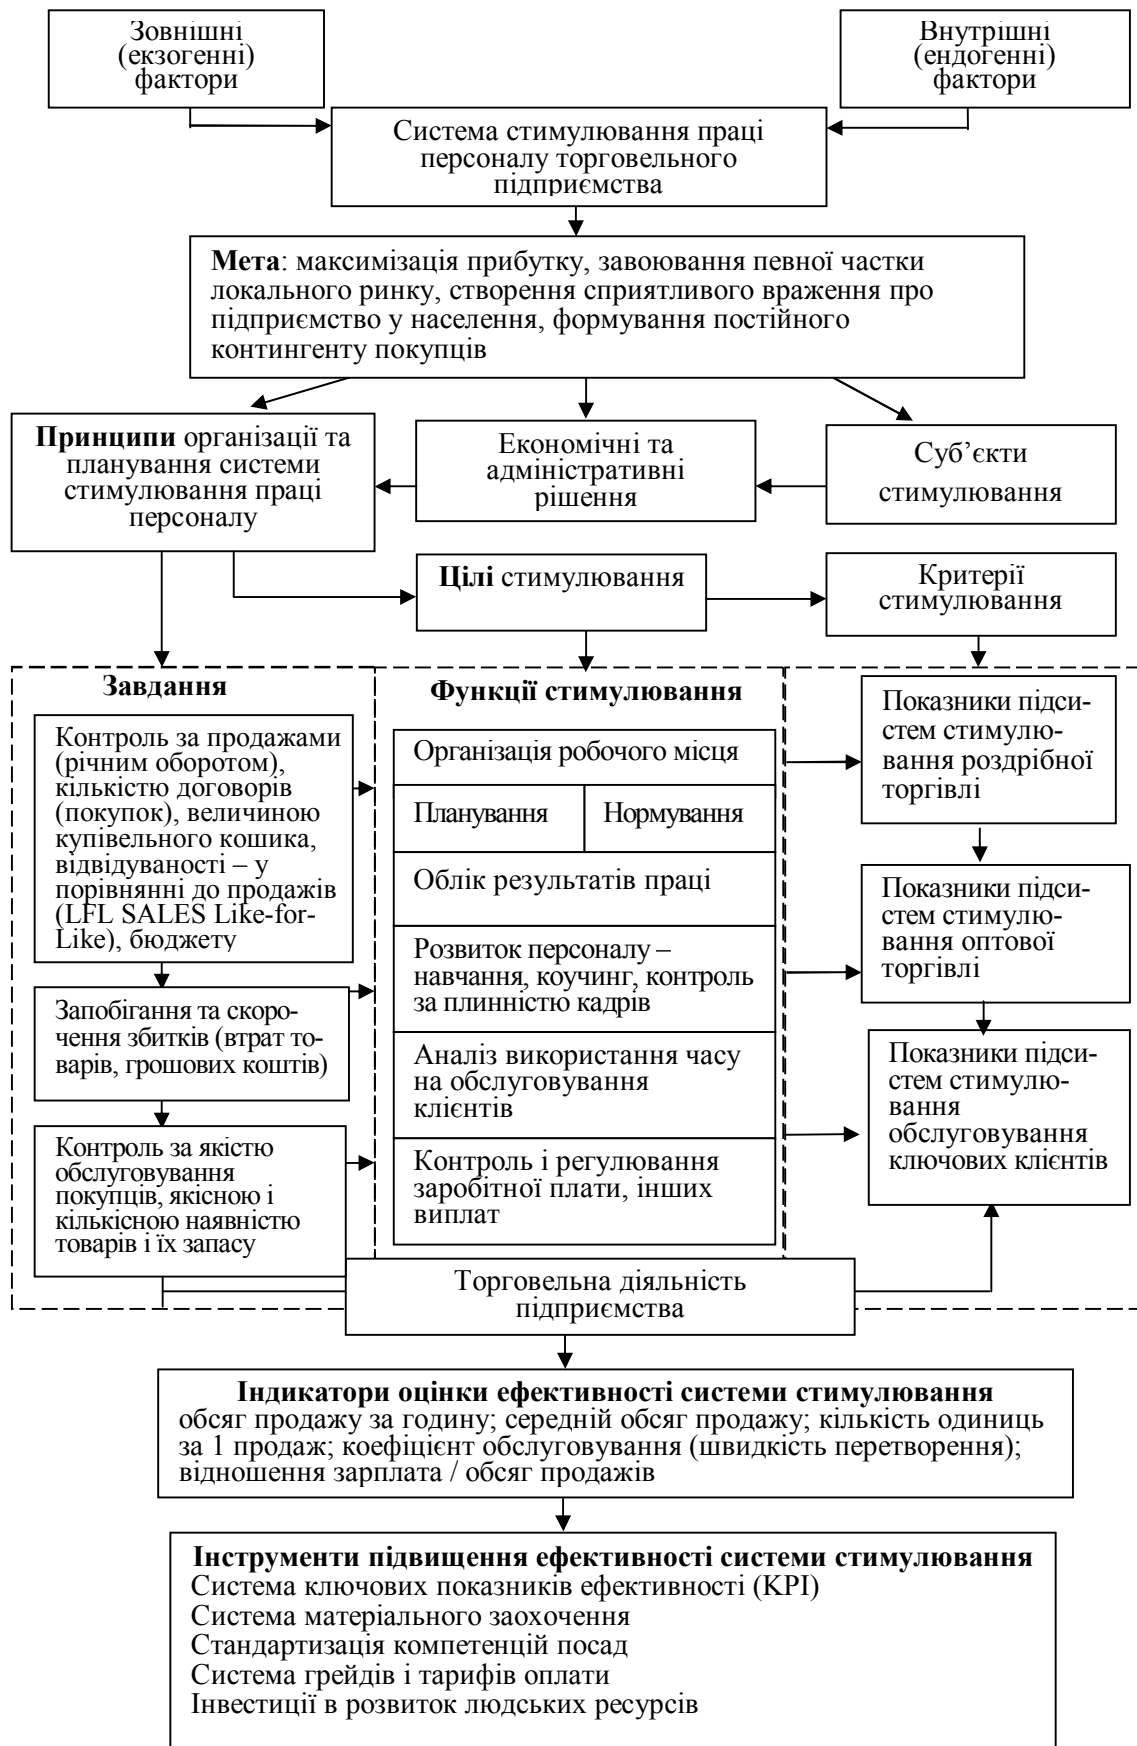 Зовнішні
(екзогенні)
фактори
Внутрішні
(ендогенні)
фактори
Система стимулювання праці
персоналу торговельного
підприємства
Мета: максимізація прибутку, завоювання певної частки
локального ринку, створення сприятливого враження про
підприємство у населення, формування постійного
контингенту покупців
Принципи організації та
планування системи
стимулювання праці
персоналу
Економічні та
адміністративні
рішення
Суб’єкти
стимулювання
Цілі стимулювання
Критерії
стимулювання
Завдання
Контроль за продажами
(річним оборотом),
кількістю договорів
(покупок), величиною
купівельного кошика,
відвідуваності – у
порівнянні до продажів
(LFL SALES Like-for-
Like), бюджету
Запобігання та скоро-
чення збитків (втрат то-
варів, грошових коштів)
Контроль за якістю
обслуговування
покупців, якісною і
кількісною наявністю
товарів і їх запасу
Функції стимулювання
Організація робочого місця
Планування
Нормування
Облік результатів праці
Розвиток персоналу –
навчання, коучинг, контроль
за плинністю кадрів
Аналіз використання часу
на обслуговування
клієнтів
Контроль і регулювання
заробітної плати, інших
виплат
Показники підси-
стем стимулю-
вання роздрібної
торгівлі
Показники підси-
стем стимулю-
вання оптової
торгівлі
Показники підси-
стем стимулю-
вання
обслуговування
ключових клієнтів
Торговельна діяльність
підприємства
Індикатори оцінки ефективності системи стимулювання
обсяг продажу за годину; середній обсяг продажу; кількість одиниць
за 1 продаж; коефіцієнт обслуговування (швидкість перетворення);
відношення зарплата / обсяг продажів
Інструменти підвищення ефективності системи стимулювання
Система ключових показників ефективності (KPI)
Система матеріального заохочення
Стандартизація компетенцій посад
Система грейдів і тарифів оплати
Інвестиції в розвиток людських ресурсів